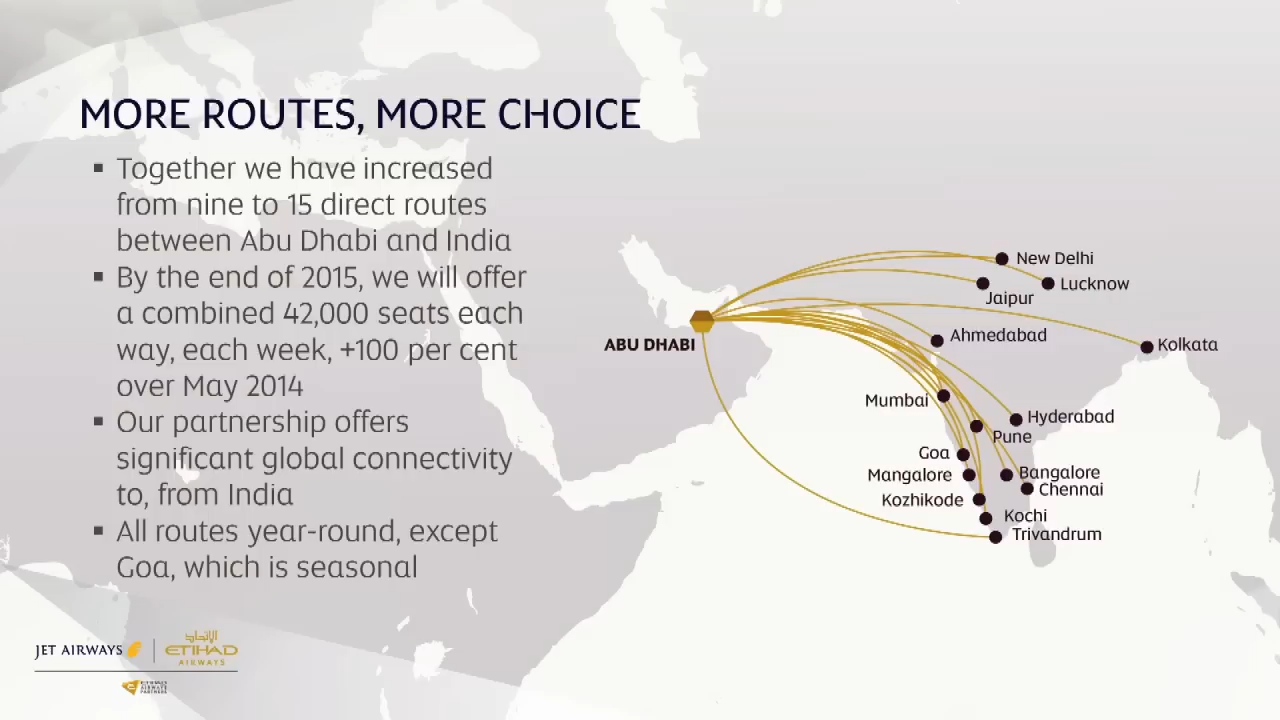 MORE ROUTES, MORE CHOICE
▪ Together we have increased
from nine to 15 direct routes
between Abu Dhabi and India
▪ By the end of 2015, we will offer
a combined 42,000 seats each
way, each week, +100 per cent
over May 2014
▪ Our partnership offers
significant global connectivity
to, from India
▪ All routes year-round, except
Goa, which is seasonal
New Delhi
Lucknow
Jaipur
ABU DHABI
Ahmedabad
Kolkata
Mumbai
Hyderabad
Pune
Goa
Mangalore
Bangalore
Chennai
Kozhikode
Kochi
Trivandrum
JET AIRWAYS
الإتحاد
ETIHAD
AIRWAYS
ETIHAD
AIRWAYS
PARTNERS